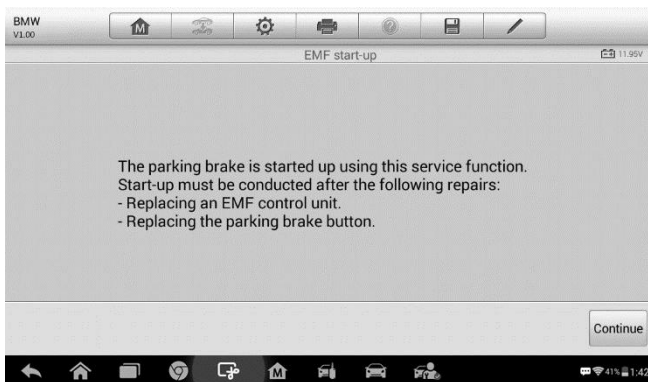 BMW
V1.00
M
EMF start-up
11.95V
The parking brake is started up using this service function.
Start-up must be conducted after the following repairs:
- Replacing an EMF control unit.
- Replacing the parking brake button.
Continue
M
41%
1:42